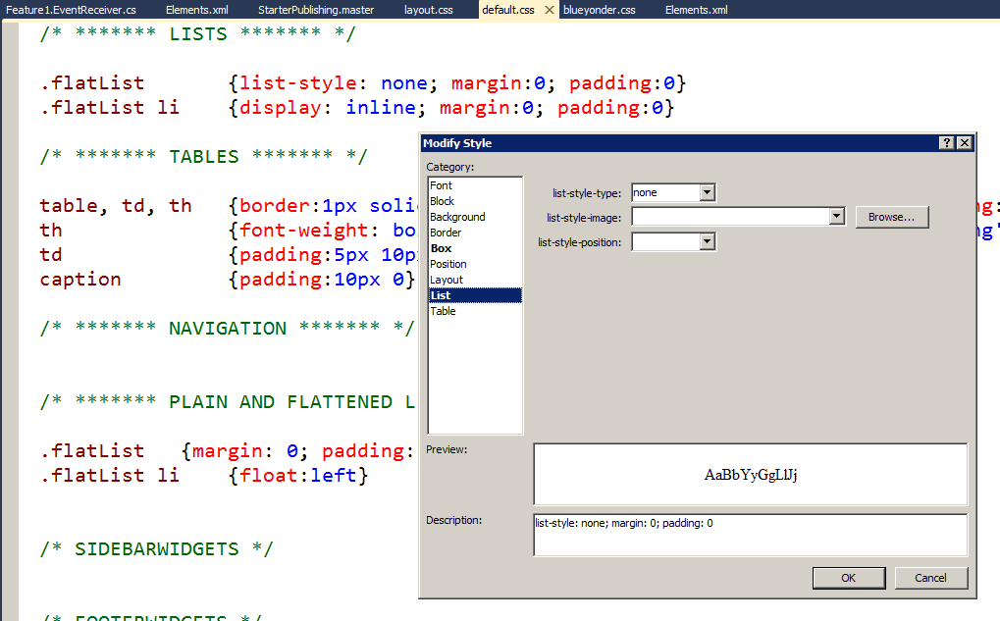 Feature1.EventReceiver.cs Elements.xml StarterPublishing.master layout.css default.css blueyonder.css Elements.xml
/* ******* LISTS ******* */
.flatList {list-style: none; margin:0; padding:0}
.flatList li {display: inline; margin:0; padding:0}
/* ******* TABLES ******* */
table, td, th {border:1px soli
th {font-weight: bo
td {padding:5px 10p
caption {padding:10px 0}
/* ******* NAVIGATION ******* */
/* ******* PLAIN AND FLATTENED L
.flatList {margin: 0; padding:
.flatList li {float:left}
/* SIDEBARWIDGETS */
/* FOOTERWIDGETS */
Modify Style
Category:
Font
Block
Background
Border
Box
Position
Layout
List
Table
list-style-type: none
list-style-image: Browse...
list-style-position:
Preview:
AaBbYyGgLlJj
Description:
list-style: none; margin: 0; padding: 0
OK Cancel